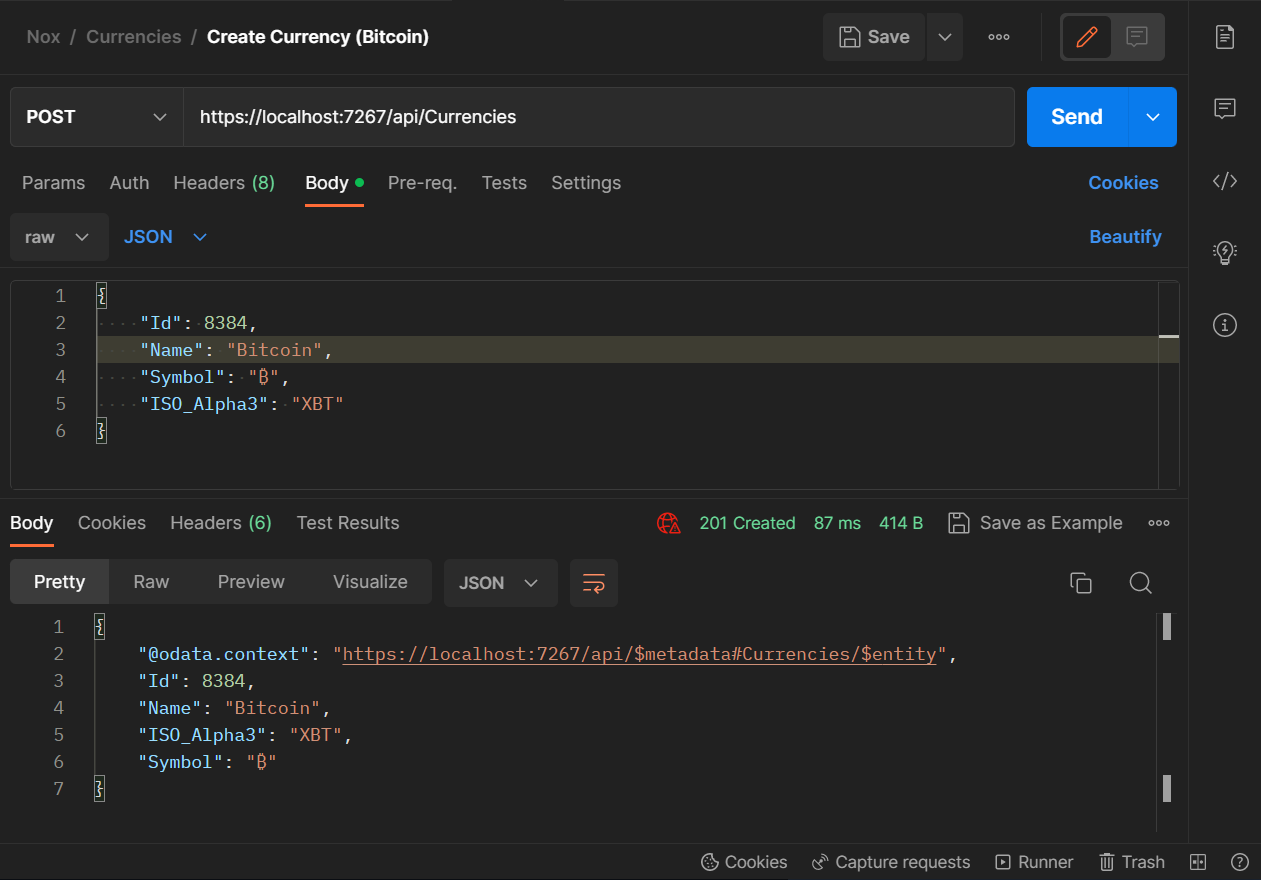 Nox / Currencies / Create Currency (Bitcoin)
Save
POST
https://localhost:7267/api/Currencies
Send
Params Auth Headers (8) Body Pre-req. Tests Settings Cookies
raw JSON Beautify
1 {
2 "Id": 8384,
3 "Name": "Bitcoin",
4 "Symbol": "₿",
5 "ISO_Alpha3": "XBT"
6 }
Body Cookies Headers (6) Test Results 201 Created 87 ms 414 B Save as Example
Pretty Raw Preview Visualize JSON
1 {
2 "@odata.context": "https://localhost:7267/api/$metadata#Currencies/$entity",
3 "Id": 8384,
4 "Name": "Bitcoin",
5 "ISO_Alpha3": "XBT",
6 "Symbol": "₿"
7 }
Cookies Capture requests Runner Trash